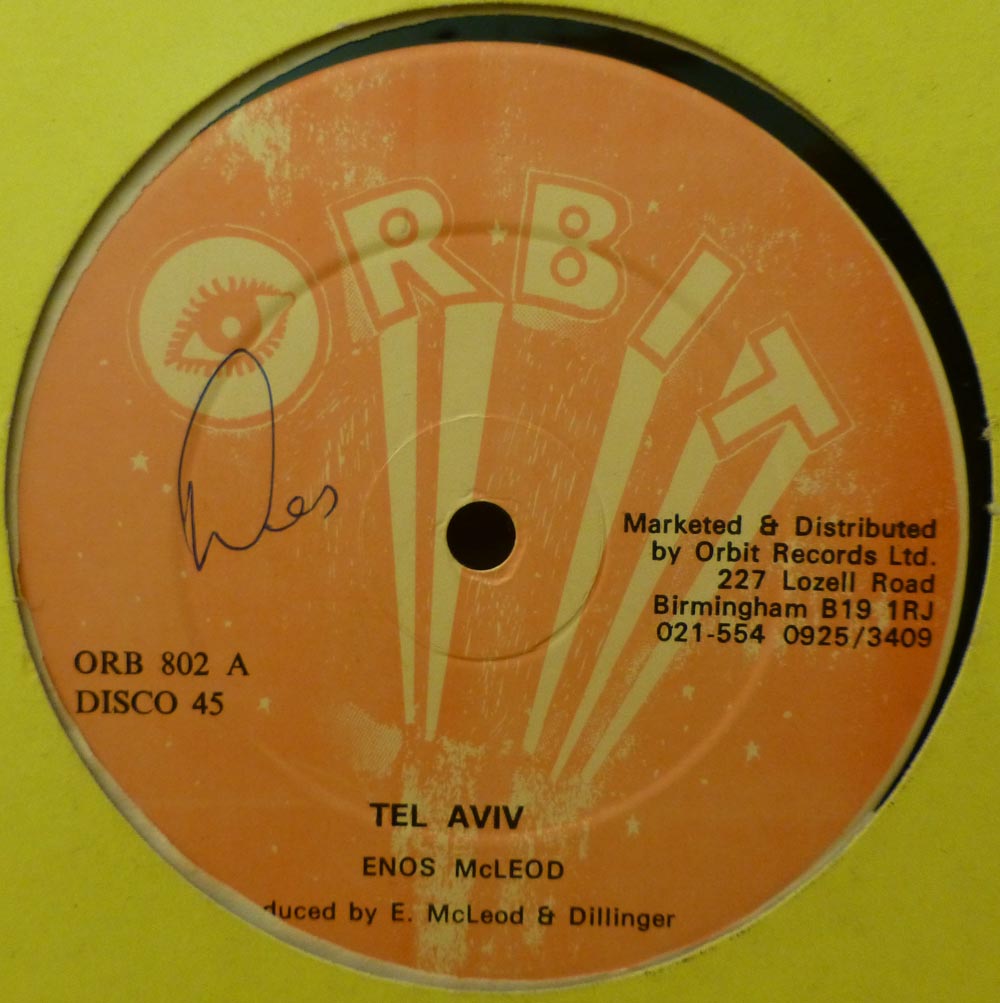 ORBIT
Des
Marketed & Distributed
by Orbit Records Ltd.
227 Lozell Road
Birmingham B19 1RJ
021-554 0925/3409
ORB 802 A
DISCO 45
TEL AVIV
ENOS McLEOD
duced by E. McLeod & Dillinger